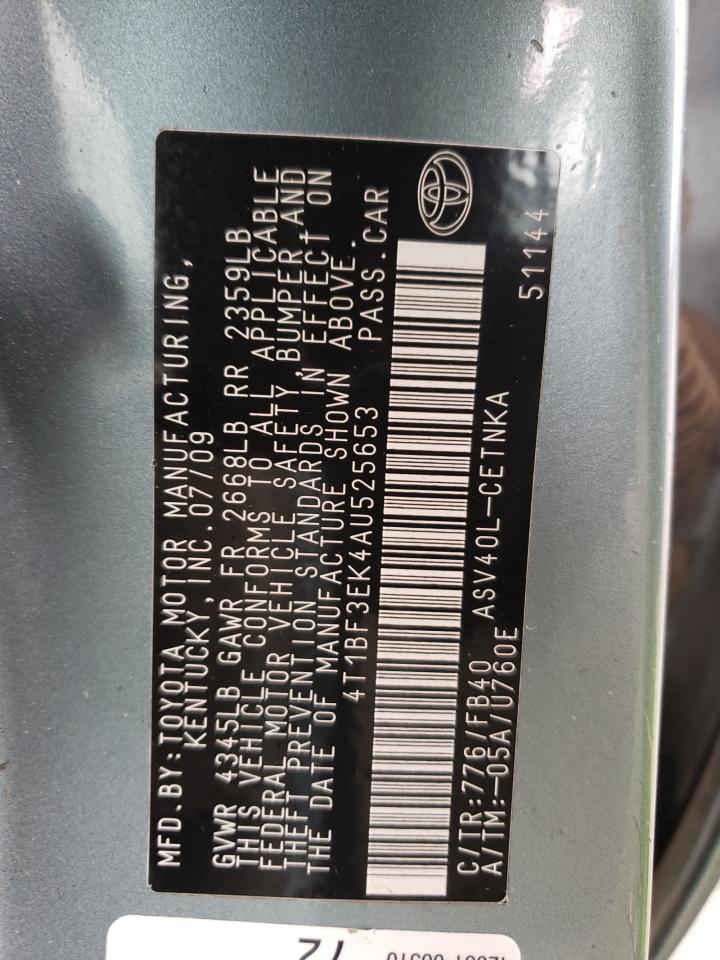 MFD.BY:TOYOTA MOTOR MANUFACTURING,
KENTUCKY,INC.07/09
GVWR 4345LB GAWR FR 2668LB RR 2359LB
THIS VEHICLE CONFORMS TO ALL APPLICABLE
FEDERAL MOTOR VEHICLE SAFETY,BUMPER,AND
THEFT PREVENTION STANDARDS IN EFFECT ON
THE DATE OF MANUFACTURE SHOWN ABOVE.
4T1BF3EK4AU525653 PASS.CAR
C/TR:776/FB40 ASV40L-CETNKA
A/TM:-05A/U760E 51144
72